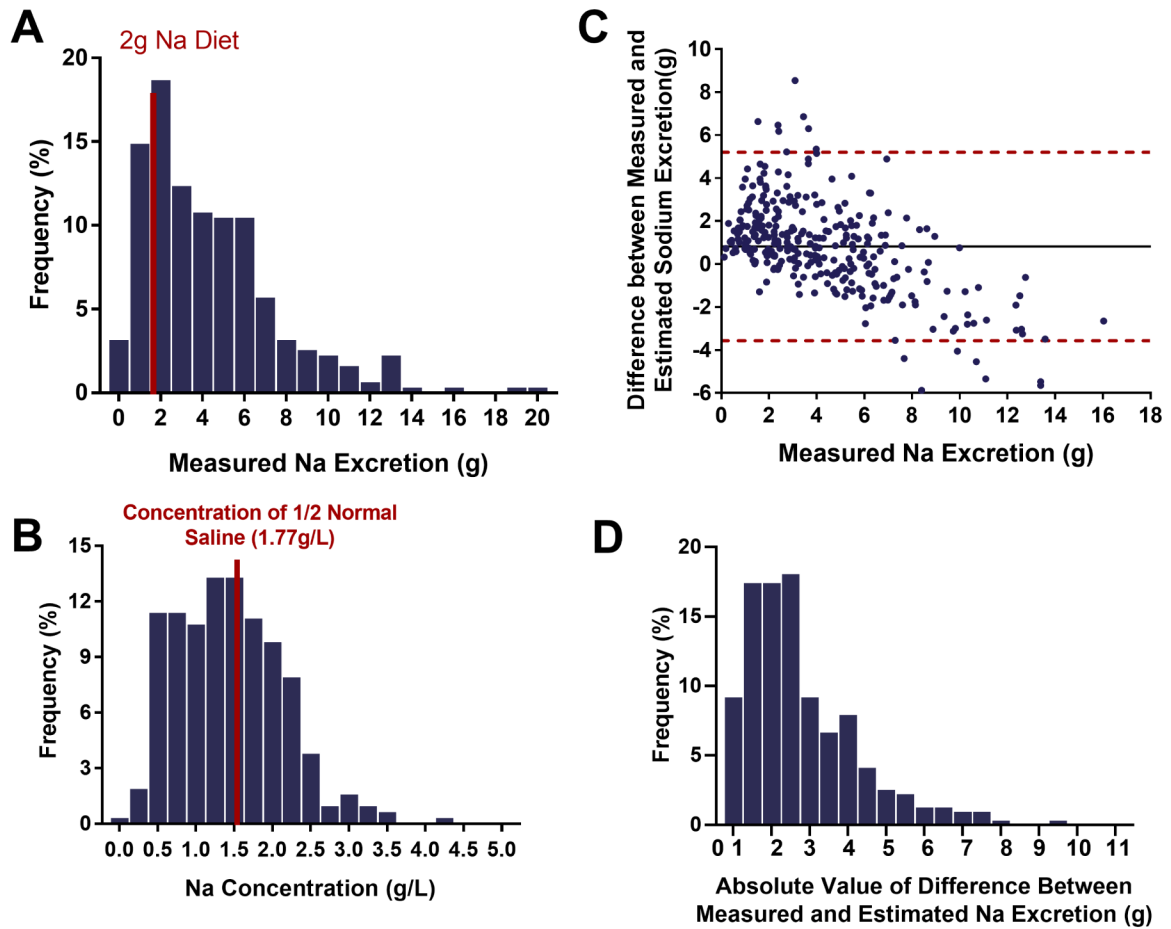 A
2g Na Diet
Frequency (%)
20
15
10
5
0
0 2 4 6 8 10 12 14 16 18 20
Measured Na Excretion (g)
C
Difference between Measured and
Estimated Sodium Excretion(g)
10
8
6
4
2
0
-2
-4
-6
0 2 4 6 8 10 12 14 16 18
Measured Na Excretion (g)
B
Concentration of 1/2 Normal
Saline (1.77g/L)
Frequency (%)
15
12
9
6
3
0
0.0 0.5 1.0 1.5 2.0 2.5 3.0 3.5 4.0 4.5 5.0
Na Concentration (g/L)
D
Frequency (%)
20
15
10
5
0
0 1 2 3 4 5 6 7 8 9 10 11
Absolute Value of Difference Between
Measured and Estimated Na Excretion (g)